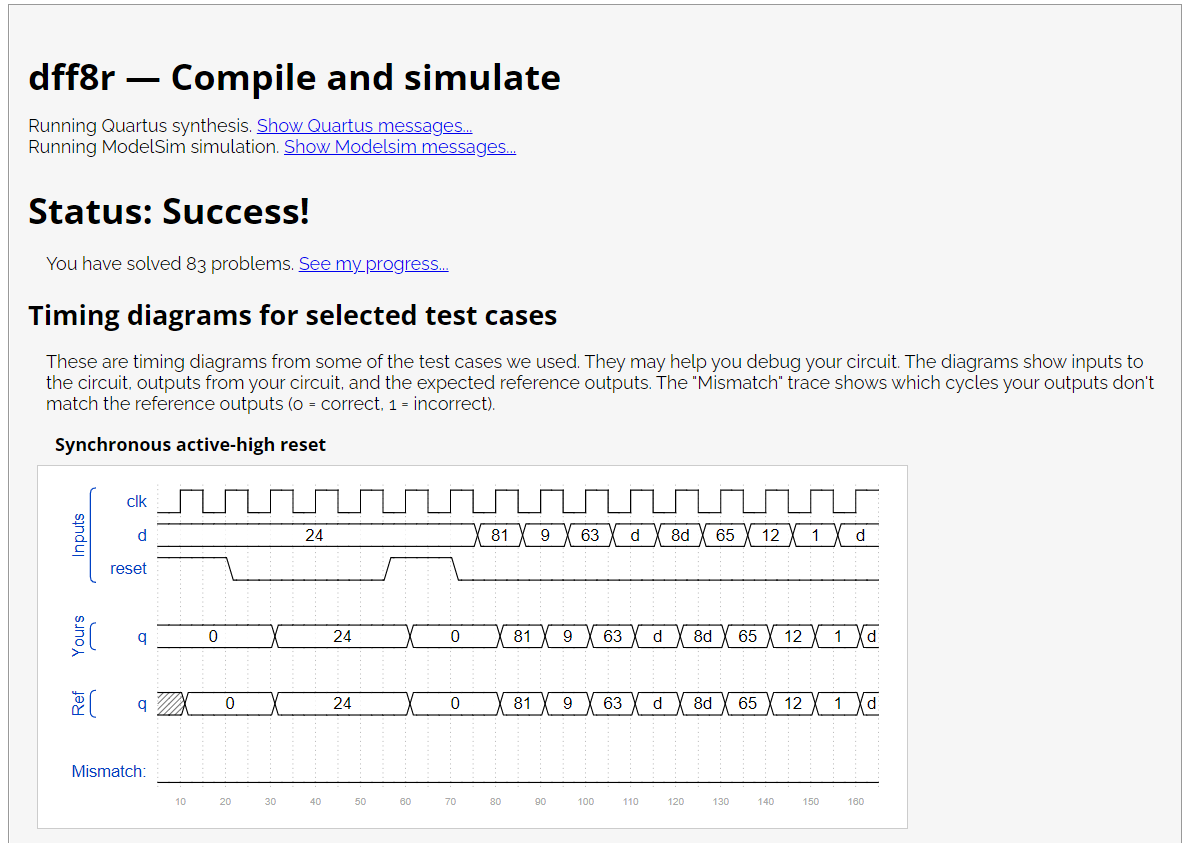 dff8r — Compile and simulate
Running Quartus synthesis. Show Quartus messages...
Running ModelSim simulation. Show Modelsim messages...
Status: Success!
You have solved 83 problems. See my progress...
Timing diagrams for selected test cases
These are timing diagrams from some of the test cases we used. They may help you debug your circuit. The diagrams show inputs to
the circuit, outputs from your circuit, and the expected reference outputs. The "Mismatch" trace shows which cycles your outputs don't
match the reference outputs (0 = correct, 1 = incorrect).
Synchronous active-high reset
Inputs
clk
d 24 81 9 63 d 8d 65 12 1 d
reset
Yours
q 0 24 0 81 9 63 d 8d 65 12 1 d
Ref
q 0 24 0 81 9 63 d 8d 65 12 1 d
Mismatch:
10 20 30 40 50 60 70 80 90 100 110 120 130 140 150 160